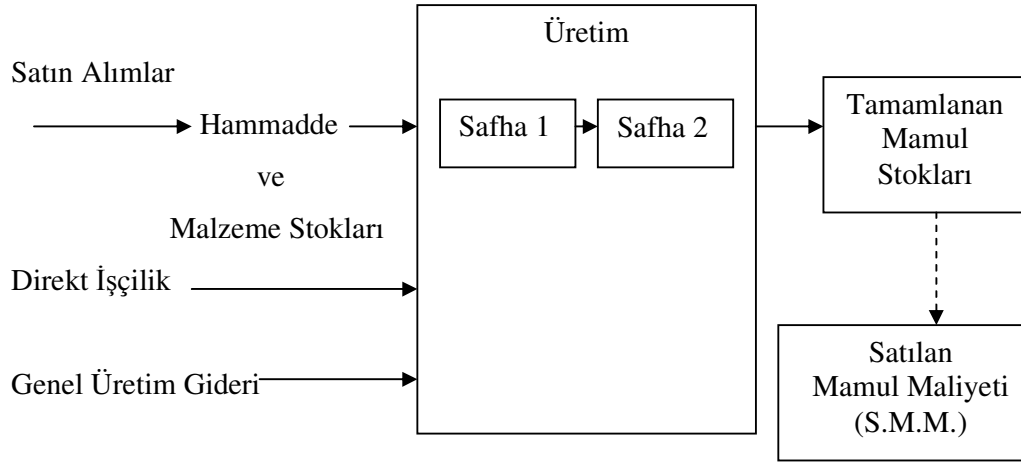 Üretim
Satın Alımlar
Hammadde
ve
Malzeme Stokları
Direkt İşçilik
Genel Üretim Gideri
Safha 1
Safha 2
Tamamlanan
Mamul
Stokları
Satılan
Mamul Maliyeti
(S.M.M.)